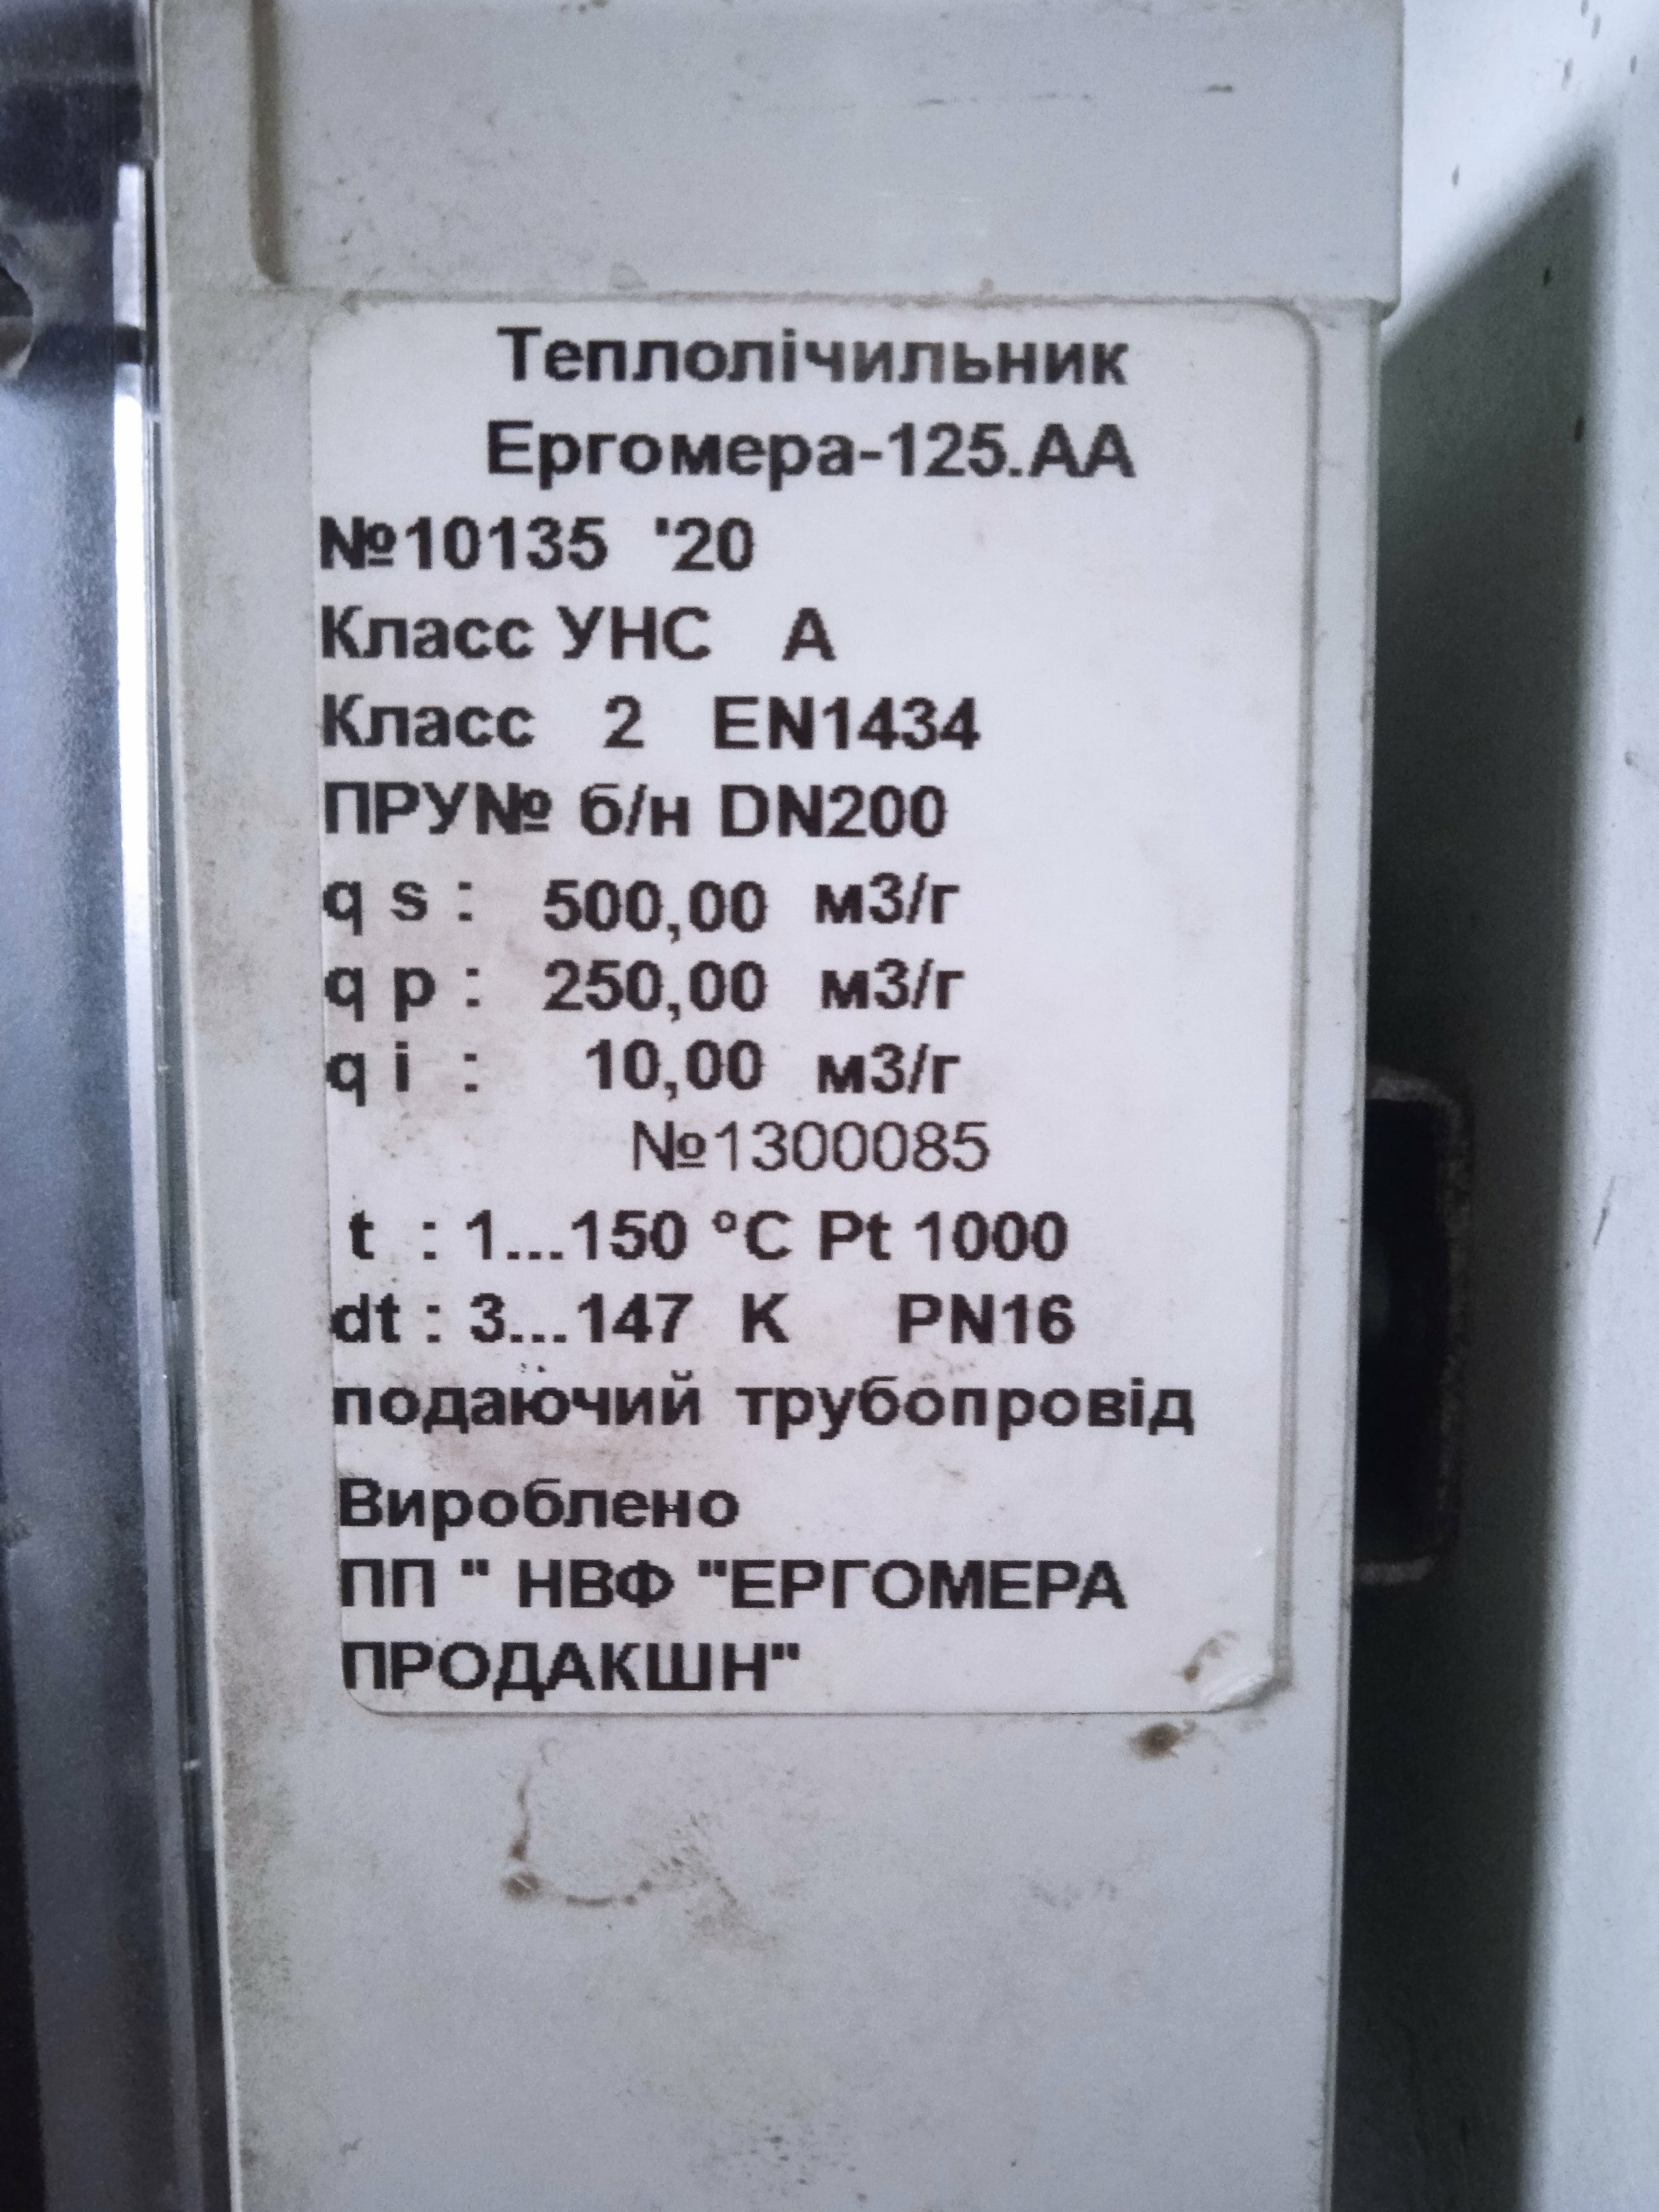 Теплолічильник
Ергомера-125.АА
№10135 '20
Класс УНС А
Класс 2 EN1434
ПРУ№ б/н DN200
q s : 500,00 м3/г
q p : 250,00 м3/г
q i : 10,00 м3/г
№1300085
t : 1...150 °C Pt 1000
dt : 3...147 K PN16
подаючий трубопровід
Вироблено
ПП " НВФ "ЕРГОМЕРА
ПРОДАКШН"